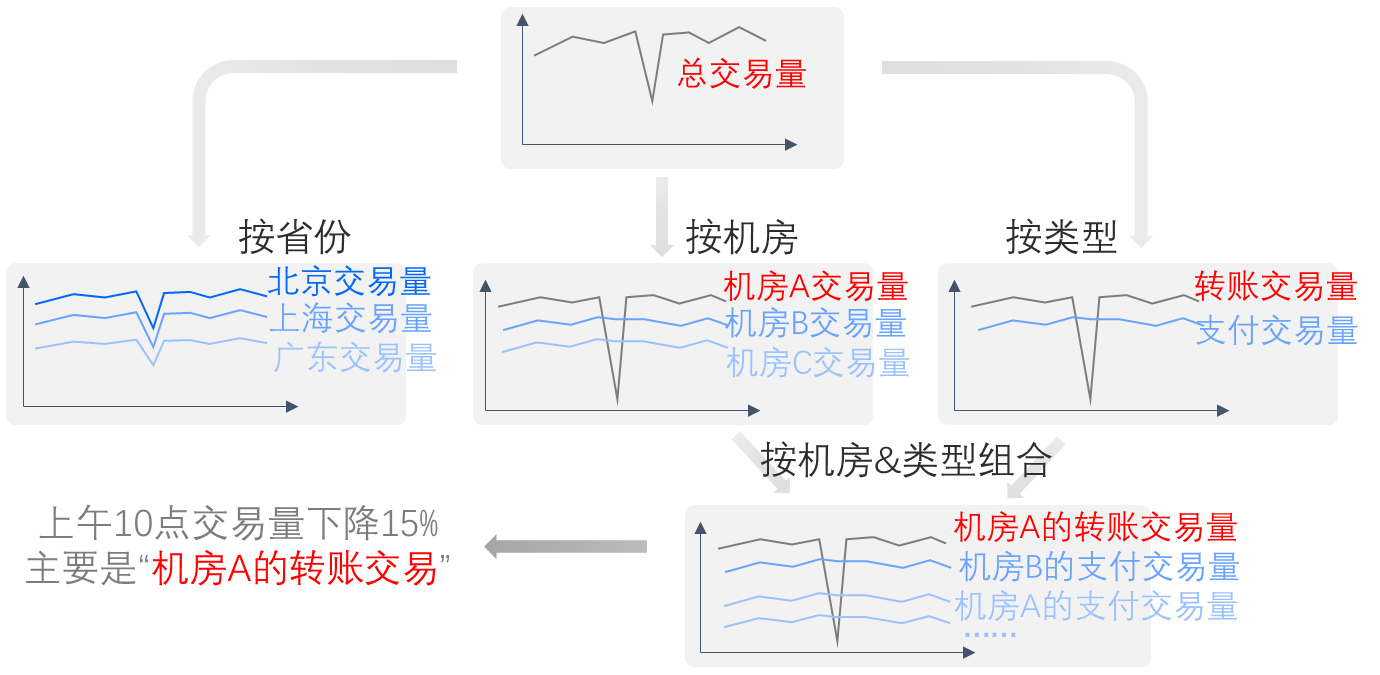 总交易量
按省份
按机房
按类型
北京交易量
上海交易量
广东交易量
机房A交易量
机房B交易量
机房C交易量
转账交易量
支付交易量
按机房&类型组合
机房A的转账交易量
机房B的支付交易量
机房A的支付交易量
......
上午10点交易量下降15%
主要是“机房A的转账交易”